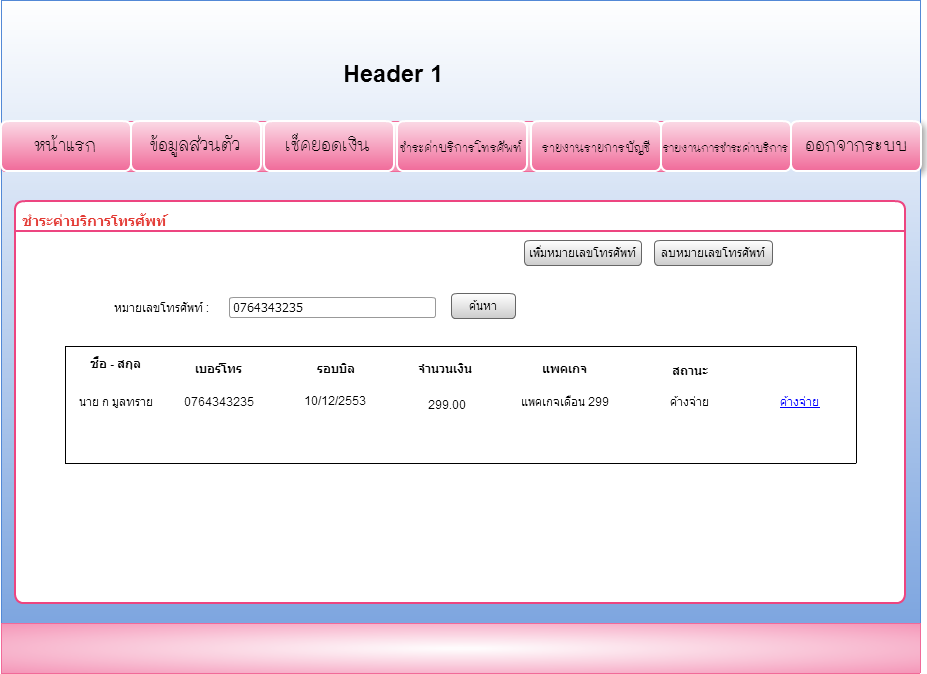 Header 1
หน้าแรก ข้อมูลส่วนตัว เช็คยอดเงิน ชำระค่าบริการโทรศัพท์ รายงานรายการบัญชี รายงานการชำระค่าบริการ ออกจากระบบ
ชำระค่าบริการโทรศัพท์
เพิ่มหมายเลขโทรศัพท์ ลบหมายเลขโทรศัพท์
หมายเลขโทรศัพท์ : 0764343235 ค้นหา
ชื่อ - สกุล เบอร์โทร รอบบิล จำนวนเงิน แพคเกจ สถานะ
นาย ก มูลทราย 0764343235 10/12/2553 299.00 แพคเกจเดือน 299 ค้างจ่าย ค้างจ่าย